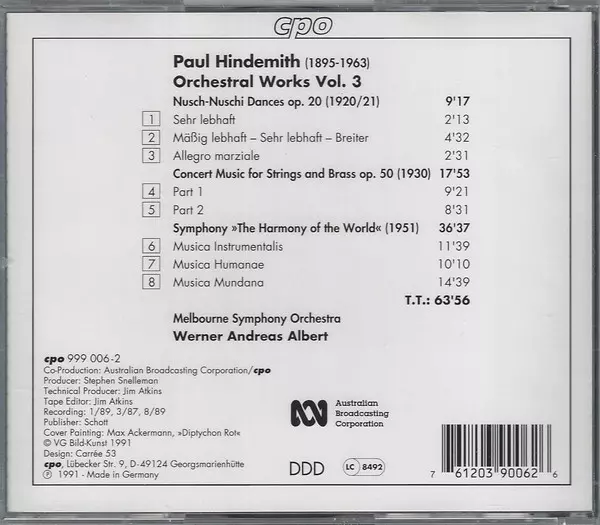 cpo
Paul Hindemith (1895-1963)
Orchestral Works Vol. 3
Nusch-Nuschi Dances op. 20 (1920/21) 9'17
1 Sehr lebhaft 2'13
2 Mäßig lebhaft – Sehr lebhaft – Breiter 4'32
3 Allegro marziale 2'31
Concert Music for Strings and Brass op. 50 (1930) 17'53
4 Part 1 9'21
5 Part 2 8'31
Symphony »The Harmony of the World« (1951) 36'37
6 Musica Instrumentalis 11'39
7 Musica Humanae 10'10
8 Musica Mundana 14'39
T.T.: 63'56
Melbourne Symphony Orchestra
Werner Andreas Albert
cpo 999 006-2
Co-Production: Australian Broadcasting Corporation/cpo
Producer: Stephen Snelleman
Technical Producer: Jim Atkins
Tape Editor: Jim Atkins
Recording: 1/89, 3/87, 8/89
Publisher: Schott
Cover Painting: Max Ackermann, »Diptychon Rot«
© VG Bild-Kunst 1991
Design: Carrée 53
cpo, Lübecker Str. 9, D-49124 Georgsmarienhütte
℗ 1991 - Made in Germany
Australian
Broadcasting
Corporation
DDD
LC 8492
7 61203 90062 6